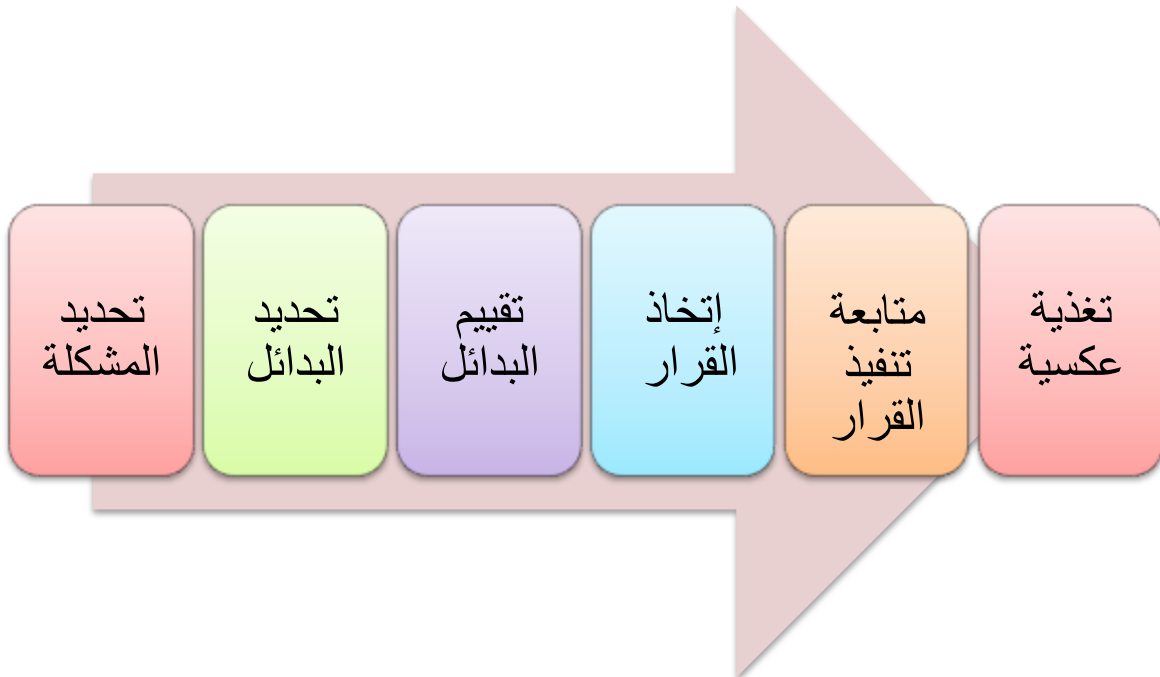 تحديد
المشكلة
تحديد
البدائل
تقييم
البدائل
إتخاذ
القرار
متابعة
تنفيذ
القرار
تغذية
عكسية